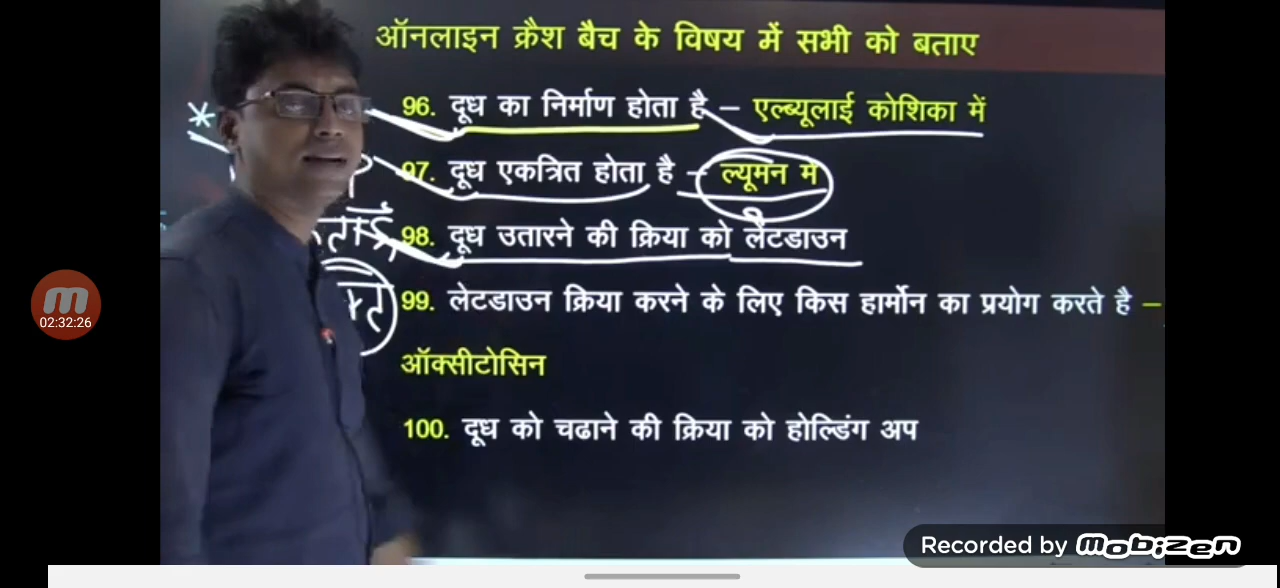 ऑनलाइन क्रैश बैच के विषय में सभी को बताए
96. दूध का निर्माण होता है – एल्ब्यूलाई कोशिका में
97. दूध एकत्रित होता है – ल्यूमन में
98. दूध उतारने की क्रिया को लेटडाउन
99. लेटडाउन क्रिया करने के लिए किस हार्मोन का प्रयोग करते है –
ऑक्सीटोसिन
100. दूध को चढाने की क्रिया को होल्डिंग अप
02:32:26
Recorded by mobizen